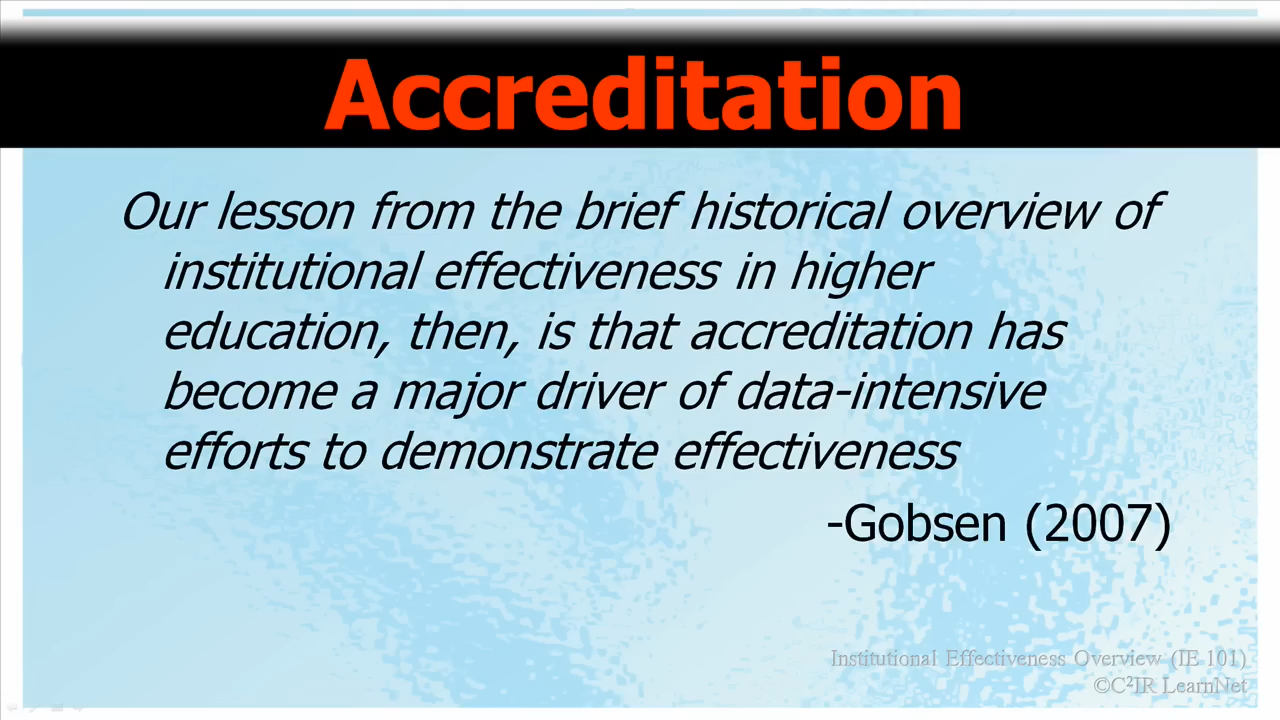 Accreditation
Our lesson from the brief historical overview of
institutional effectiveness in higher
education, then, is that accreditation has
become a major driver of data-intensive
efforts to demonstrate effectiveness
-Gobsen (2007)
Institutional Effectiveness Overview (IE 101)
©C²IR LearnNet